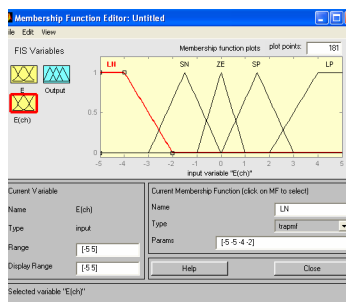 Membership Function Editor: Untitled
ile Edit View
FIS Variables
Membership function plots plot points: 181
E Output
E(ch)
LN SN ZE SP LP
1
0.5
0
-5 -4 -3 -2 -1 0 1 2 3 4 5
input variable "E(ch)"
Current Variable
Name E(ch)
Type input
Range [-5 5]
Display Range [-5 5]
Current Membership Function (click on MF to select)
Name LN
Type trapmf
Params [-5 -5 -4 -2]
Help Close
Selected variable "E(ch)"